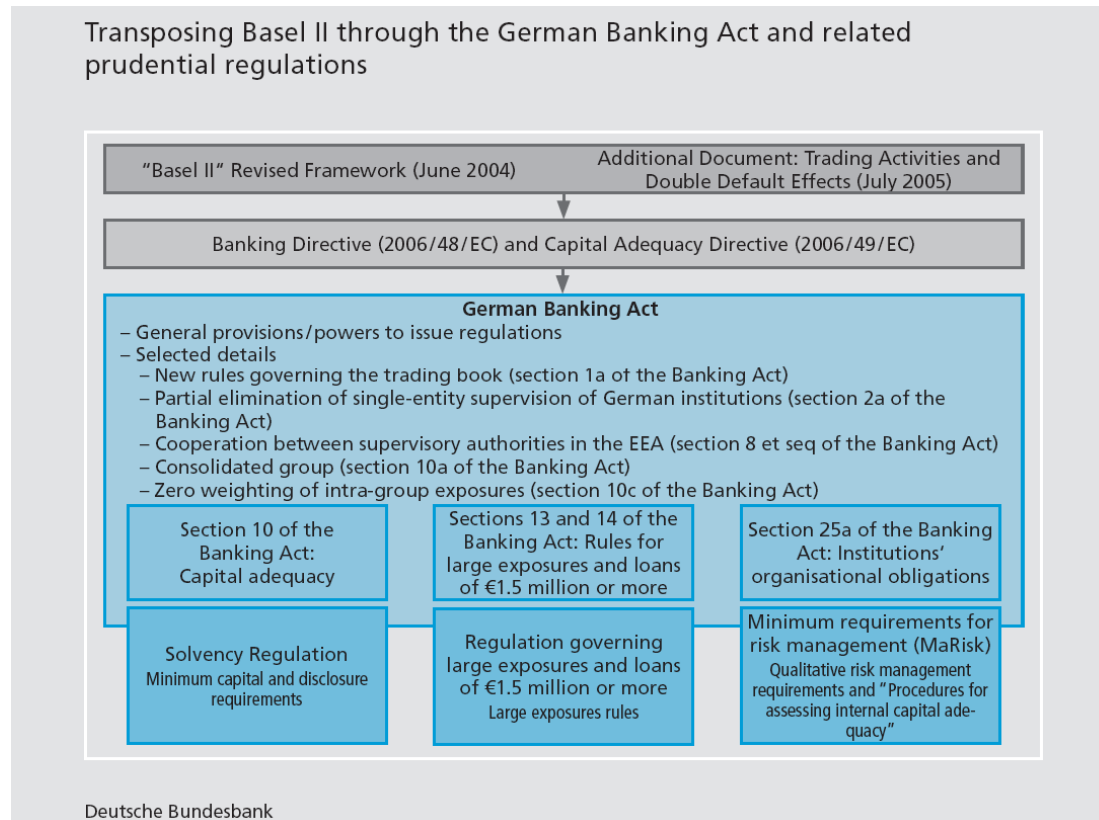 Transposing Basel II through the German Banking Act and related
prudential regulations
“Basel II“ Revised Framework (June 2004)
Additional Document: Trading Activities and
Double Default Effects (July 2005)
Banking Directive (2006/48/EC) and Capital Adequacy Directive (2006/49/EC)
German Banking Act
– General provisions/powers to issue regulations
– Selected details
– New rules governing the trading book (section 1a of the Banking Act)
– Partial elimination of single-entity supervision of German institutions (section 2a of the
Banking Act)
– Cooperation between supervisory authorities in the EEA (section 8 et seq of the Banking Act)
– Consolidated group (section 10a of the Banking Act)
– Zero weighting of intra-group exposures (section 10c of the Banking Act)
Section 10 of the
Banking Act:
Capital adequacy
Sections 13 and 14 of the
Banking Act: Rules for
large exposures and loans
of €1.5 million or more
Section 25a of the Banking
Act: Institutions’
organisational obligations
Solvency Regulation
Minimum capital and disclosure
requirements
Regulation governing
large exposures and loans
of €1.5 million or more
Large exposures rules
Minimum requirements for
risk management (MaRisk)
Qualitative risk management
requirements and “Procedures for
assessing internal capital ade-
quacy”
Deutsche Bundesbank